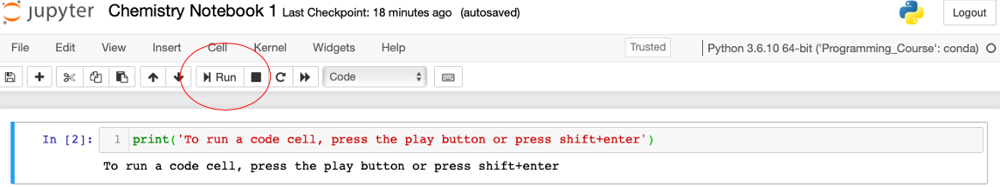 jupyter Chemistry Notebook 1 Last Checkpoint: 18 minutes ago (autosaved) Logout
File Edit View Insert Cell Kernel Widgets Help Trusted Python 3.6.10 64-bit ('Programming_Course': conda)
Run Code
In [2]: 1 print('To run a code cell, press the play button or press shift+enter')
To run a code cell, press the play button or press shift+enter